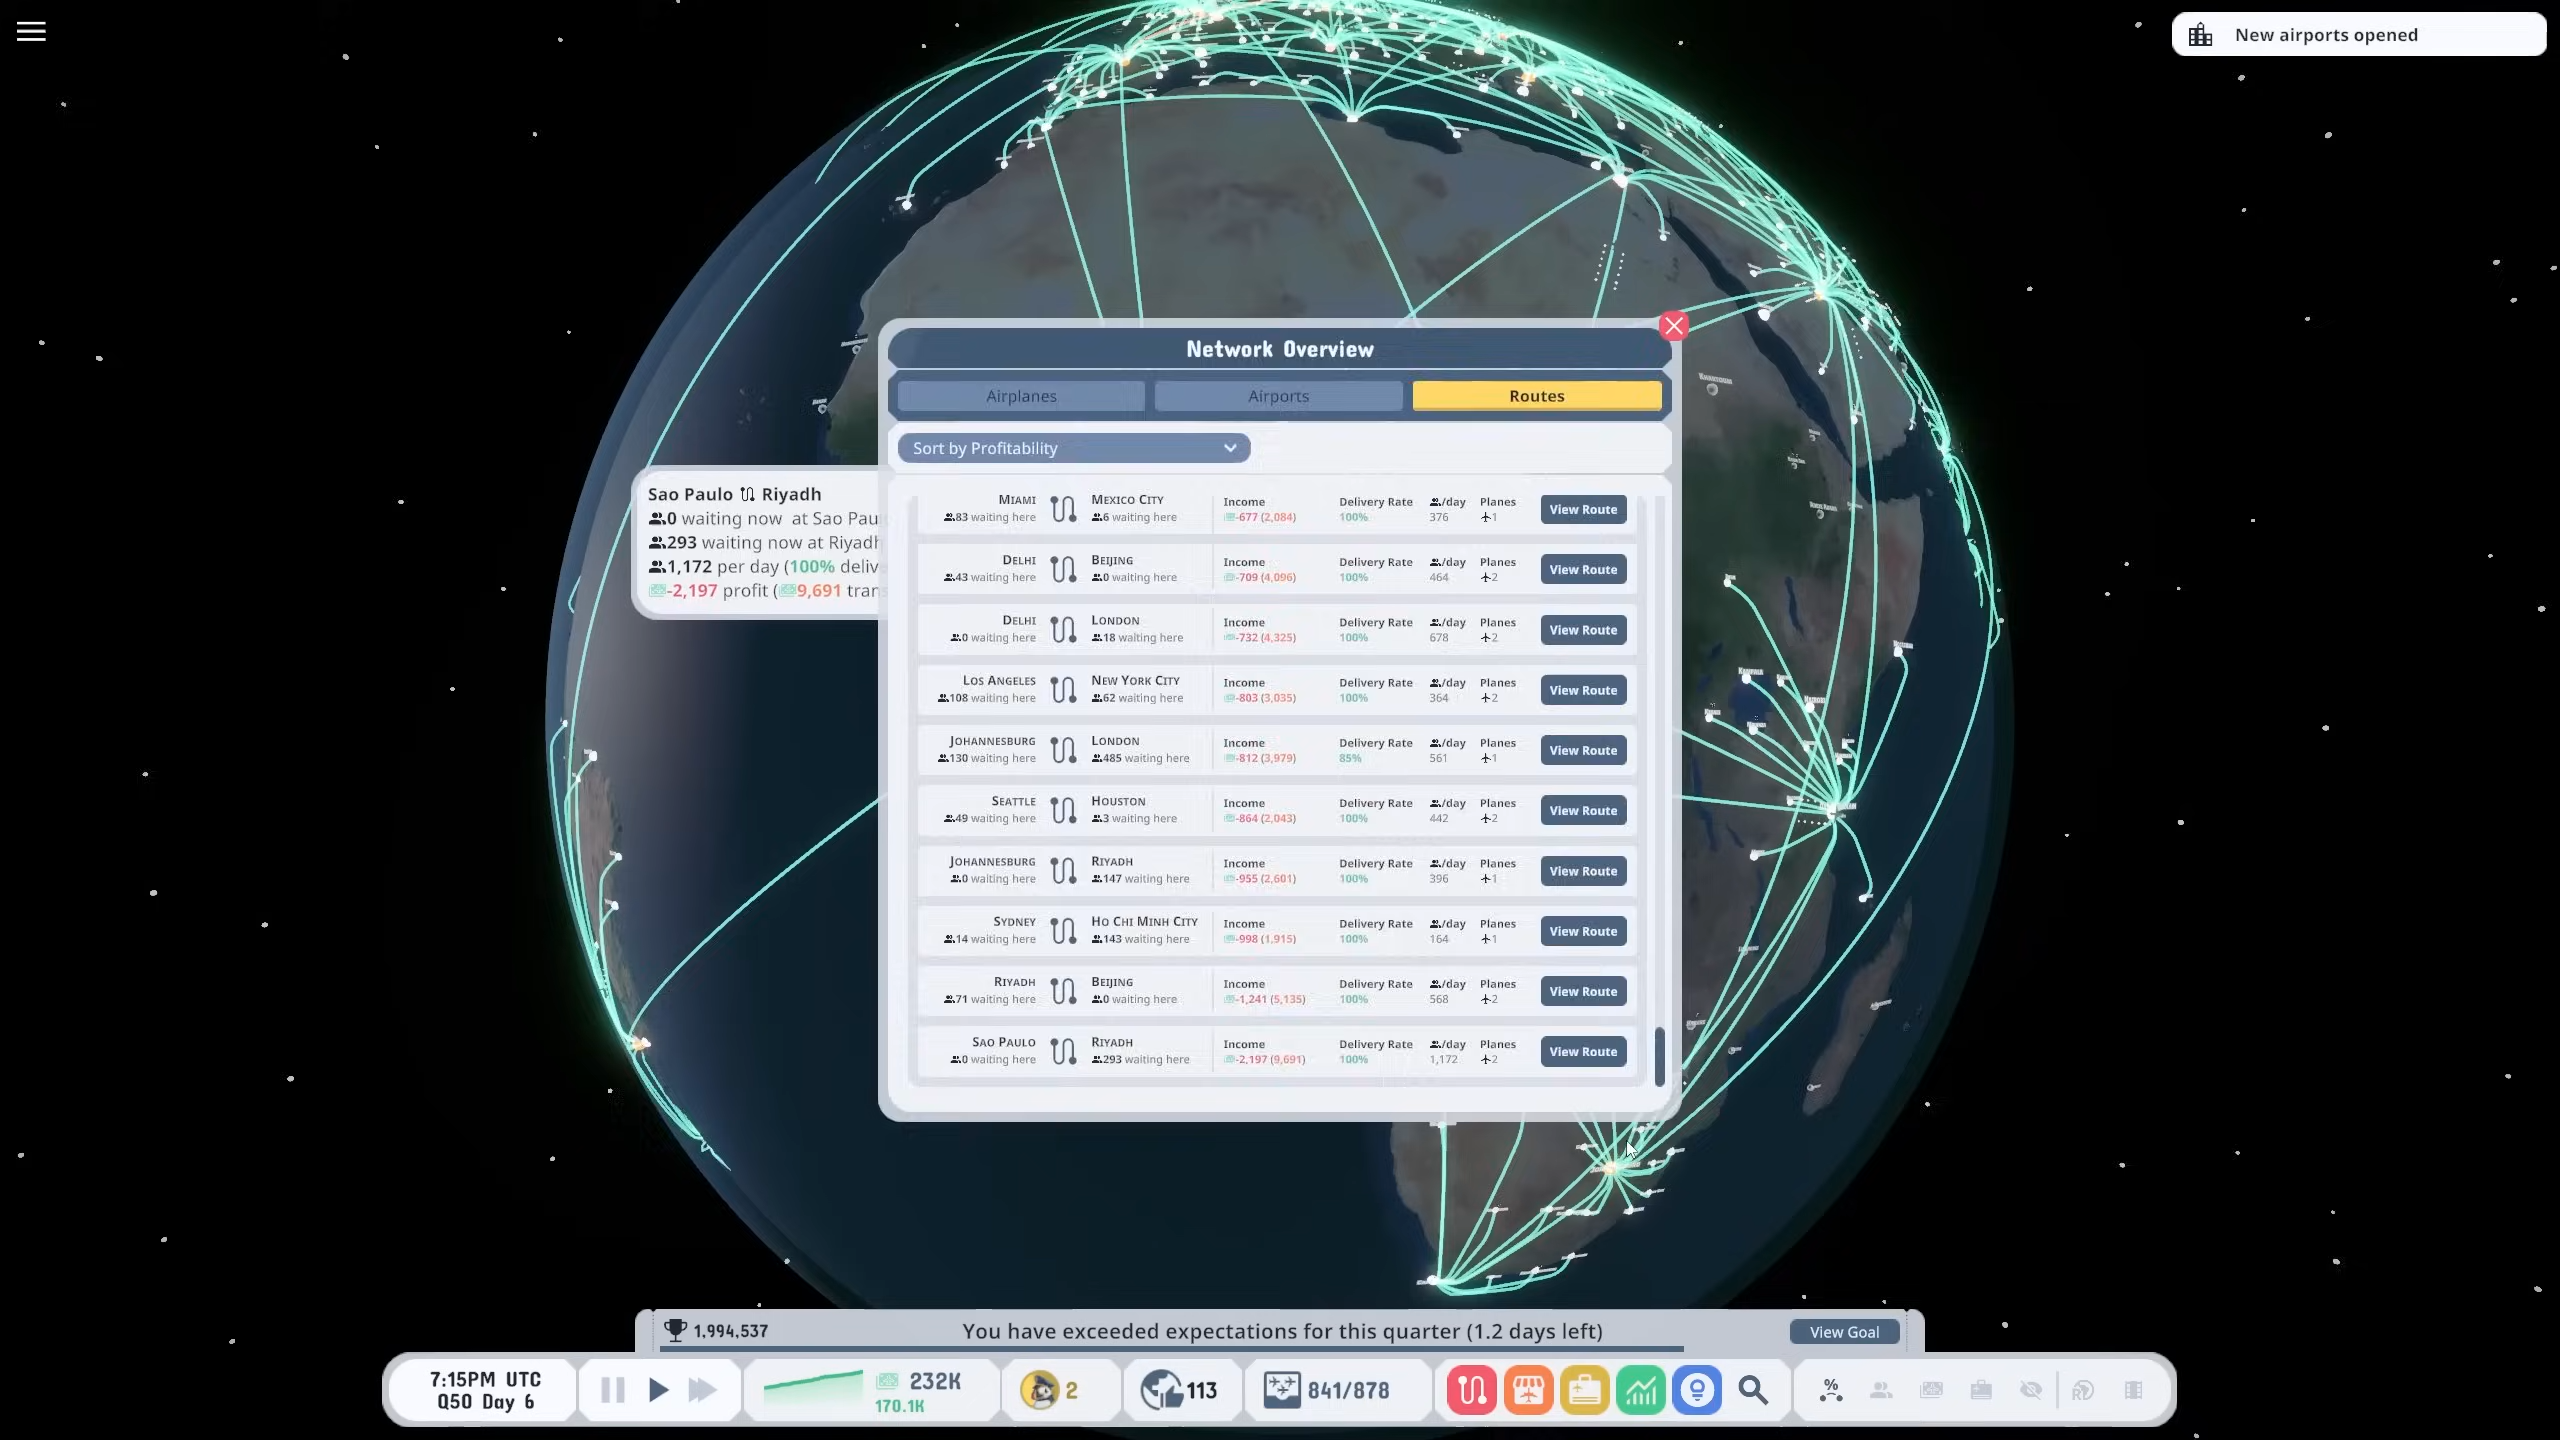 New airports opened
Network Overview
Airplanes
Airports
Routes
Sort by Profitability
Sao Paulo Riyadh
0 waiting now at Sao Pau
293 waiting now at Riyadh
1,172 per day (100% delive
-2,197 profit (9,691 tran
Miami Mexico City Income Delivery Rate /day Planes View Route
83 waiting here 6 waiting here -677 (2,084) 100% 376 1
Delhi Beijing Income Delivery Rate /day Planes View Route
43 waiting here 0 waiting here -709 (4,096) 100% 464 2
Delhi London Income Delivery Rate /day Planes View Route
0 waiting here 18 waiting here -732 (4,325) 100% 678 2
Los Angeles New York City Income Delivery Rate /day Planes View Route
108 waiting here 62 waiting here -803 (3,035) 100% 364 2
Johannesburg London Income Delivery Rate /day Planes View Route
130 waiting here 485 waiting here -812 (3,979) 85% 561 1
Seattle Houston Income Delivery Rate /day Planes View Route
49 waiting here 3 waiting here -864 (2,043) 100% 442 2
Johannesburg Riyadh Income Delivery Rate /day Planes View Route
0 waiting here 147 waiting here -955 (2,601) 100% 396 1
Sydney Ho Chi Minh City Income Delivery Rate /day Planes View Route
14 waiting here 143 waiting here -998 (1,915) 100% 164 1
Riyadh Beijing Income Delivery Rate /day Planes View Route
71 waiting here 0 waiting here -1,241 (5,135) 100% 568 2
Sao Paulo Riyadh Income Delivery Rate /day Planes View Route
0 waiting here 293 waiting here -2,197 (9,691) 100% 1,172 2
1,994,537 You have exceeded expectations for this quarter (1.2 days left) View Goal
7:15PM UTC
Q50 Day 6
232K
170.1K
2
113
841/878
%